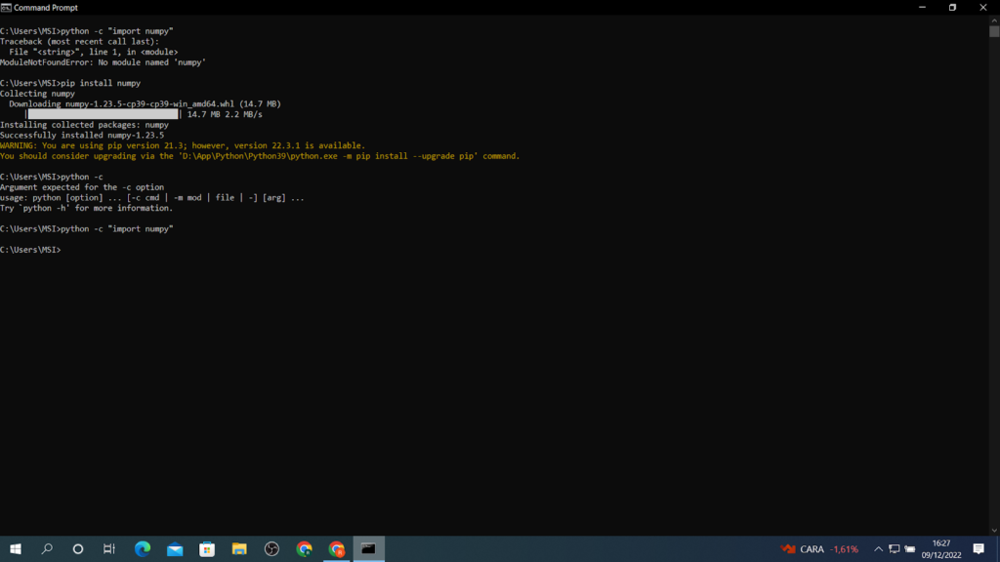 Command Prompt
C:\Users\MSI>python -c "import numpy"
Traceback (most recent call last):
  File "<string>", line 1, in <module>
ModuleNotFoundError: No module named 'numpy'
C:\Users\MSI>pip install numpy
Collecting numpy
  Downloading numpy-1.23.5-cp39-cp39-win_amd64.whl (14.7 MB)
| | 14.7 MB 2.2 MB/s
Installing collected packages: numpy
Successfully installed numpy-1.23.5
WARNING: You are using pip version 21.3; however, version 22.3.1 is available.
You should consider upgrading via the 'D:\App\Python\Python39\python.exe -m pip install --upgrade pip' command.
C:\Users\MSI>python -c
Argument expected for the -c option
usage: python [option] ... [-c cmd | -m mod | file | -] [arg] ...
Try `python -h' for more information.
C:\Users\MSI>python -c "import numpy"
C:\Users\MSI>
CARA -1,61%
16:27
09/12/2022